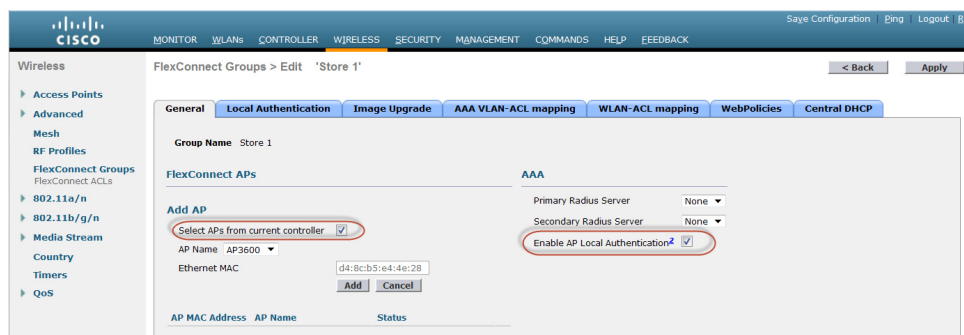 Save Configuration | Ping | Logout | R
CISCO
MONITOR WLANs CONTROLLER WIRELESS SECURITY MANAGEMENT COMMANDS HELP FEEDBACK
Wireless
Access Points
Advanced
Mesh
RF Profiles
FlexConnect Groups
FlexConnect ACLs
802.11a/n
802.11b/g/n
Media Stream
Country
Timers
QoS
FlexConnect Groups > Edit 'Store 1'
< Back Apply
General Local Authentication Image Upgrade AAA VLAN-ACL mapping WLAN-ACL mapping WebPolicies Central DHCP
Group Name Store 1
FlexConnect APs
Add AP
Select APs from current controller
AP Name AP3600
Ethernet MAC d4:8c:b5:e4:4e:28
Add Cancel
AP MAC Address AP Name Status
AAA
Primary Radius Server None
Secondary Radius Server None
Enable AP Local Authentication2